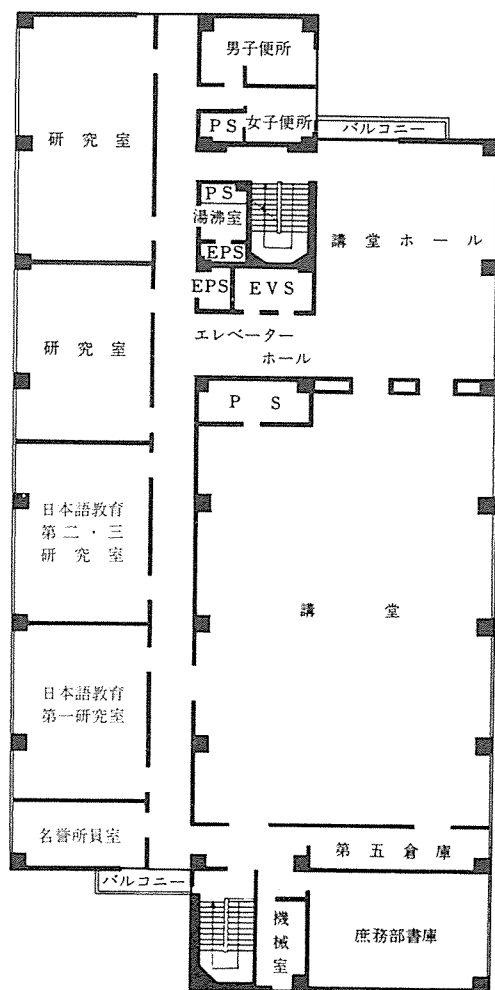 男子便所
PS
女子便所
バルコニー
研究室
PS
湯沸室
講堂ホール
EPS
EPS
EVS
エレベーター
ホール
研究室
PS
日本語教育
第二・三
研究室
講堂
日本語教育
第一研究室
名誉所員室
第五倉庫
バルコニー
機械室
庶務部書庫